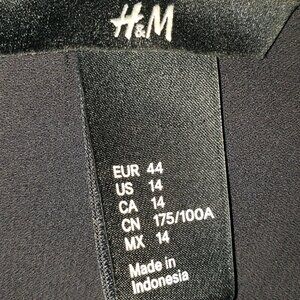 H&M
EUR 44
US 14
CA 14
CN 175/100A
MX 14
Made in
Indonesia